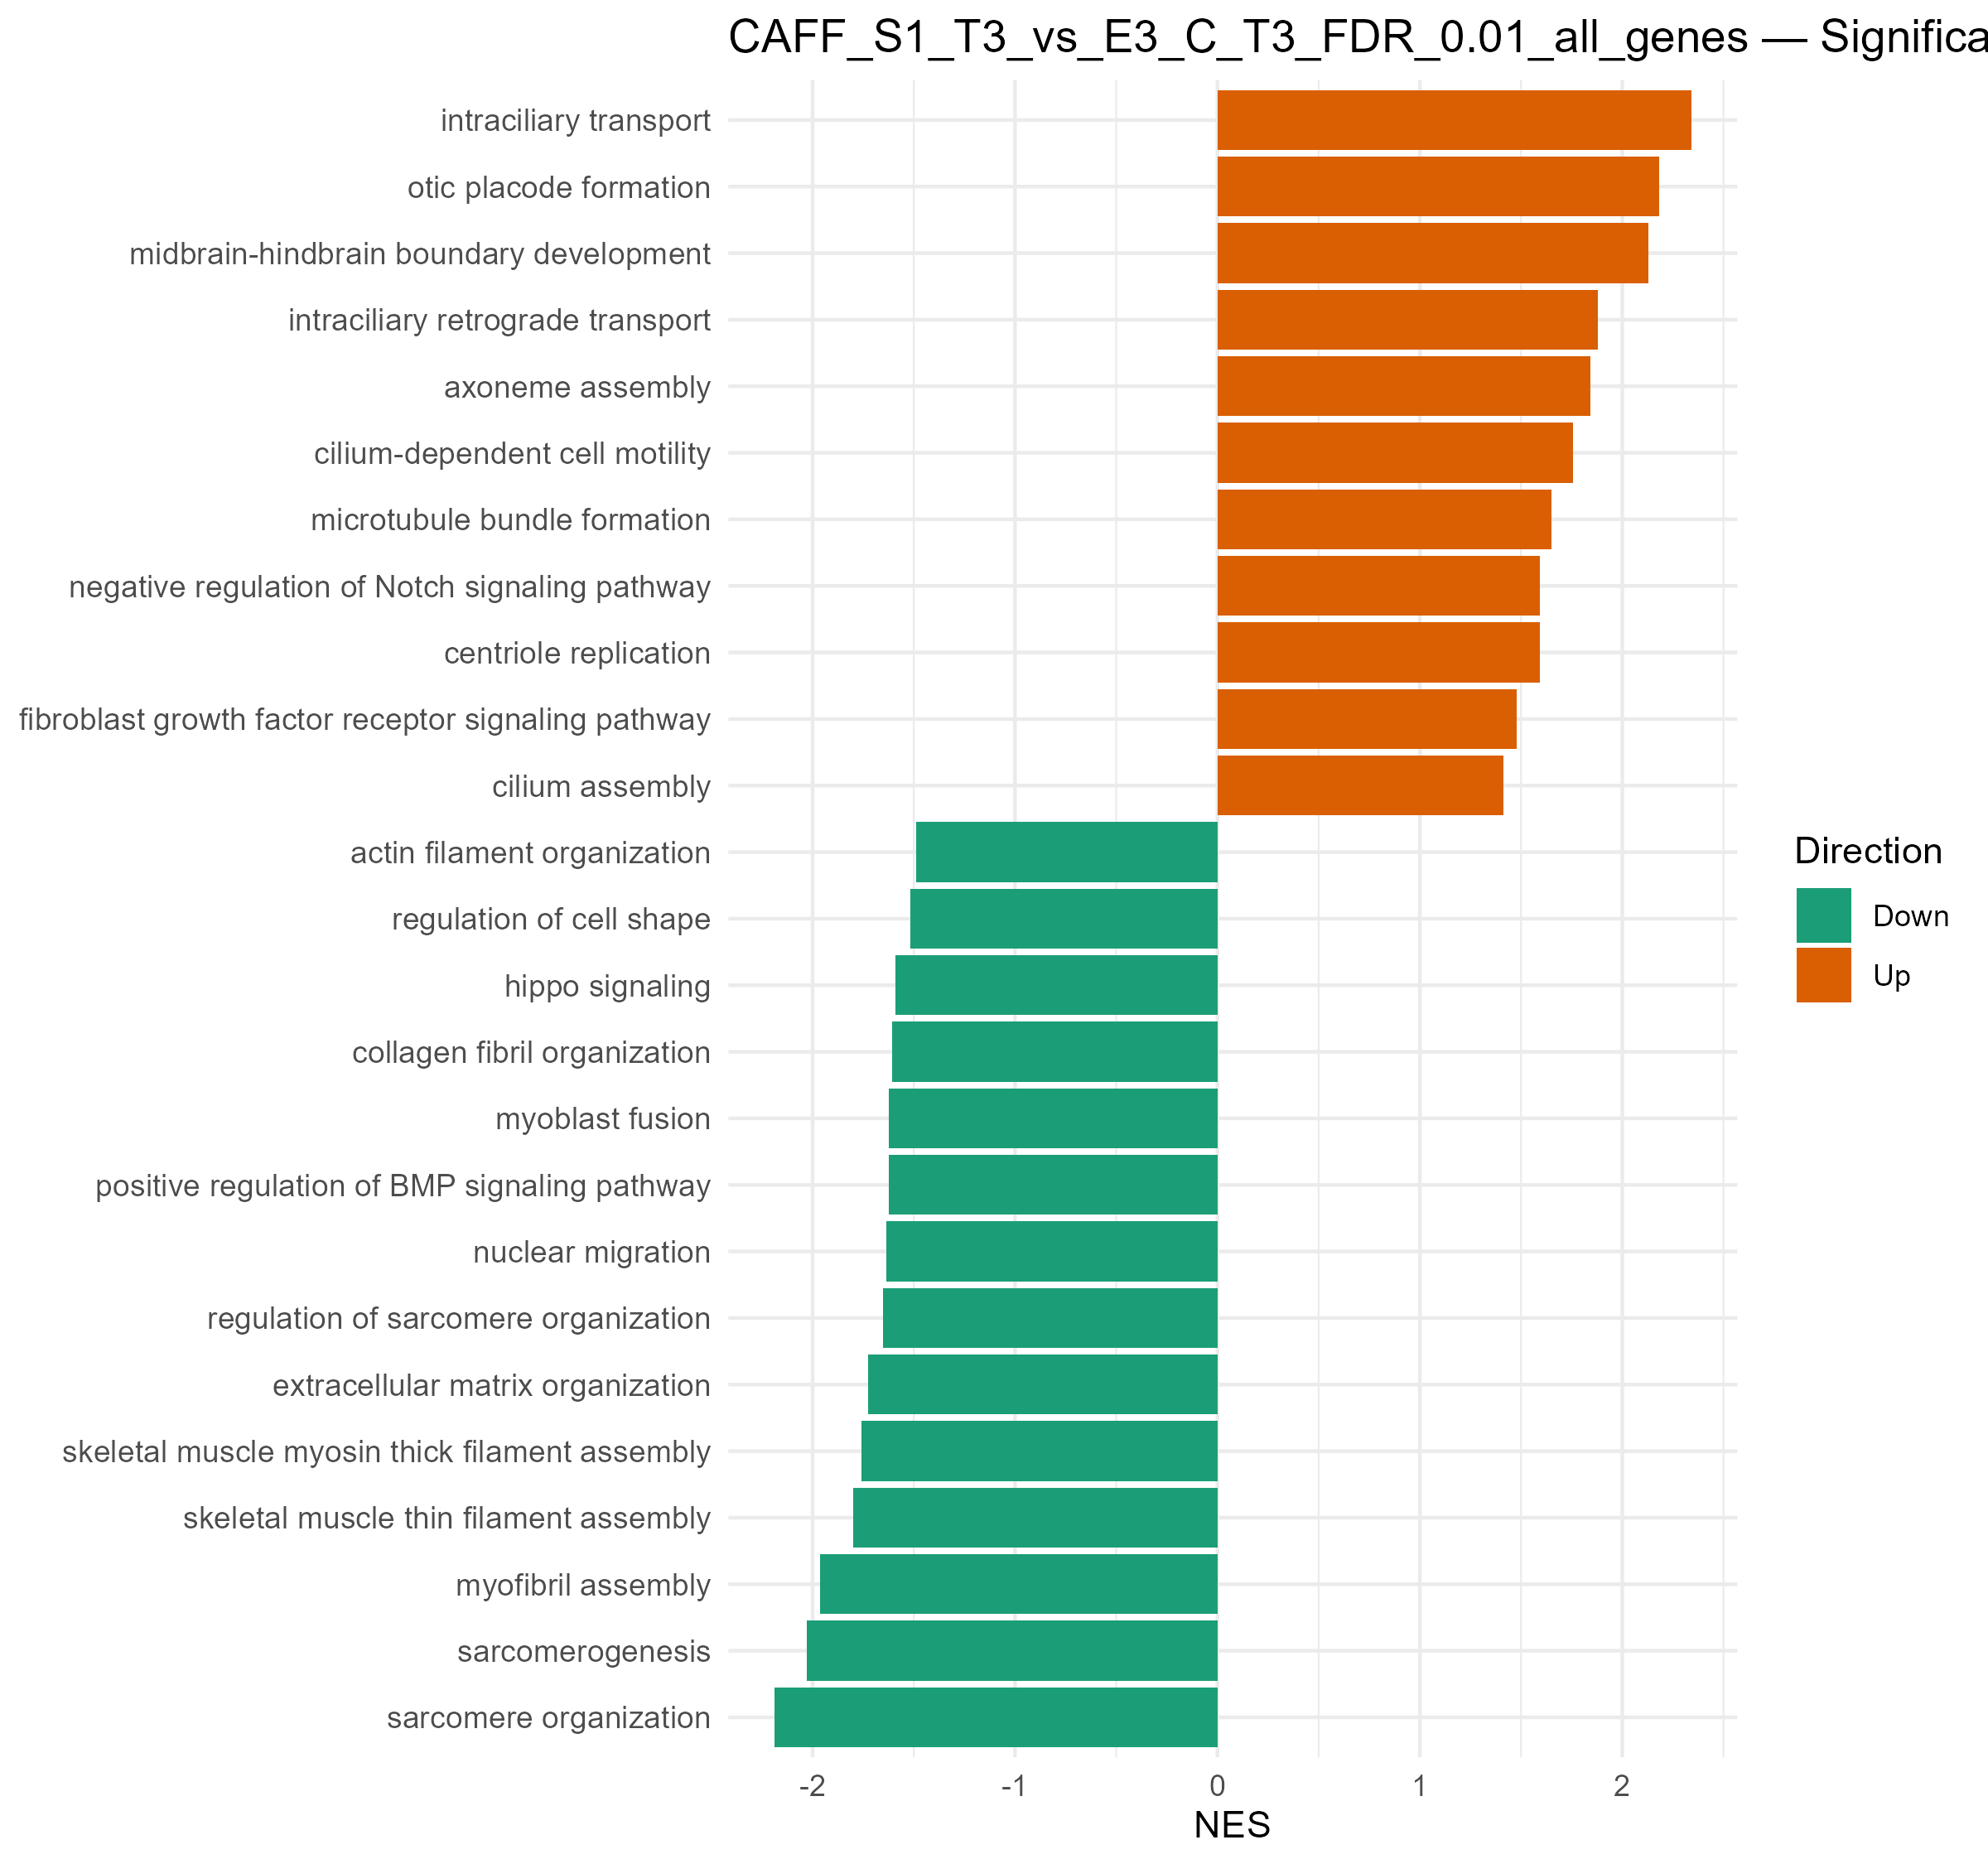 CAFF_S1_T3_vs_E3_C_T3_FDR_0.01_all_genes — Significa
intraciliary transport
otic placode formation
midbrain-hindbrain boundary development
intraciliary retrograde transport
axoneme assembly
cilium-dependent cell motility
microtubule bundle formation
negative regulation of Notch signaling pathway
centriole replication
fibroblast growth factor receptor signaling pathway
cilium assembly
actin filament organization
regulation of cell shape
hippo signaling
collagen fibril organization
myoblast fusion
positive regulation of BMP signaling pathway
nuclear migration
regulation of sarcomere organization
extracellular matrix organization
skeletal muscle myosin thick filament assembly
skeletal muscle thin filament assembly
myofibril assembly
sarcomerogenesis
sarcomere organization
-2 -1 0 1 2
NES
Direction
Down
Up